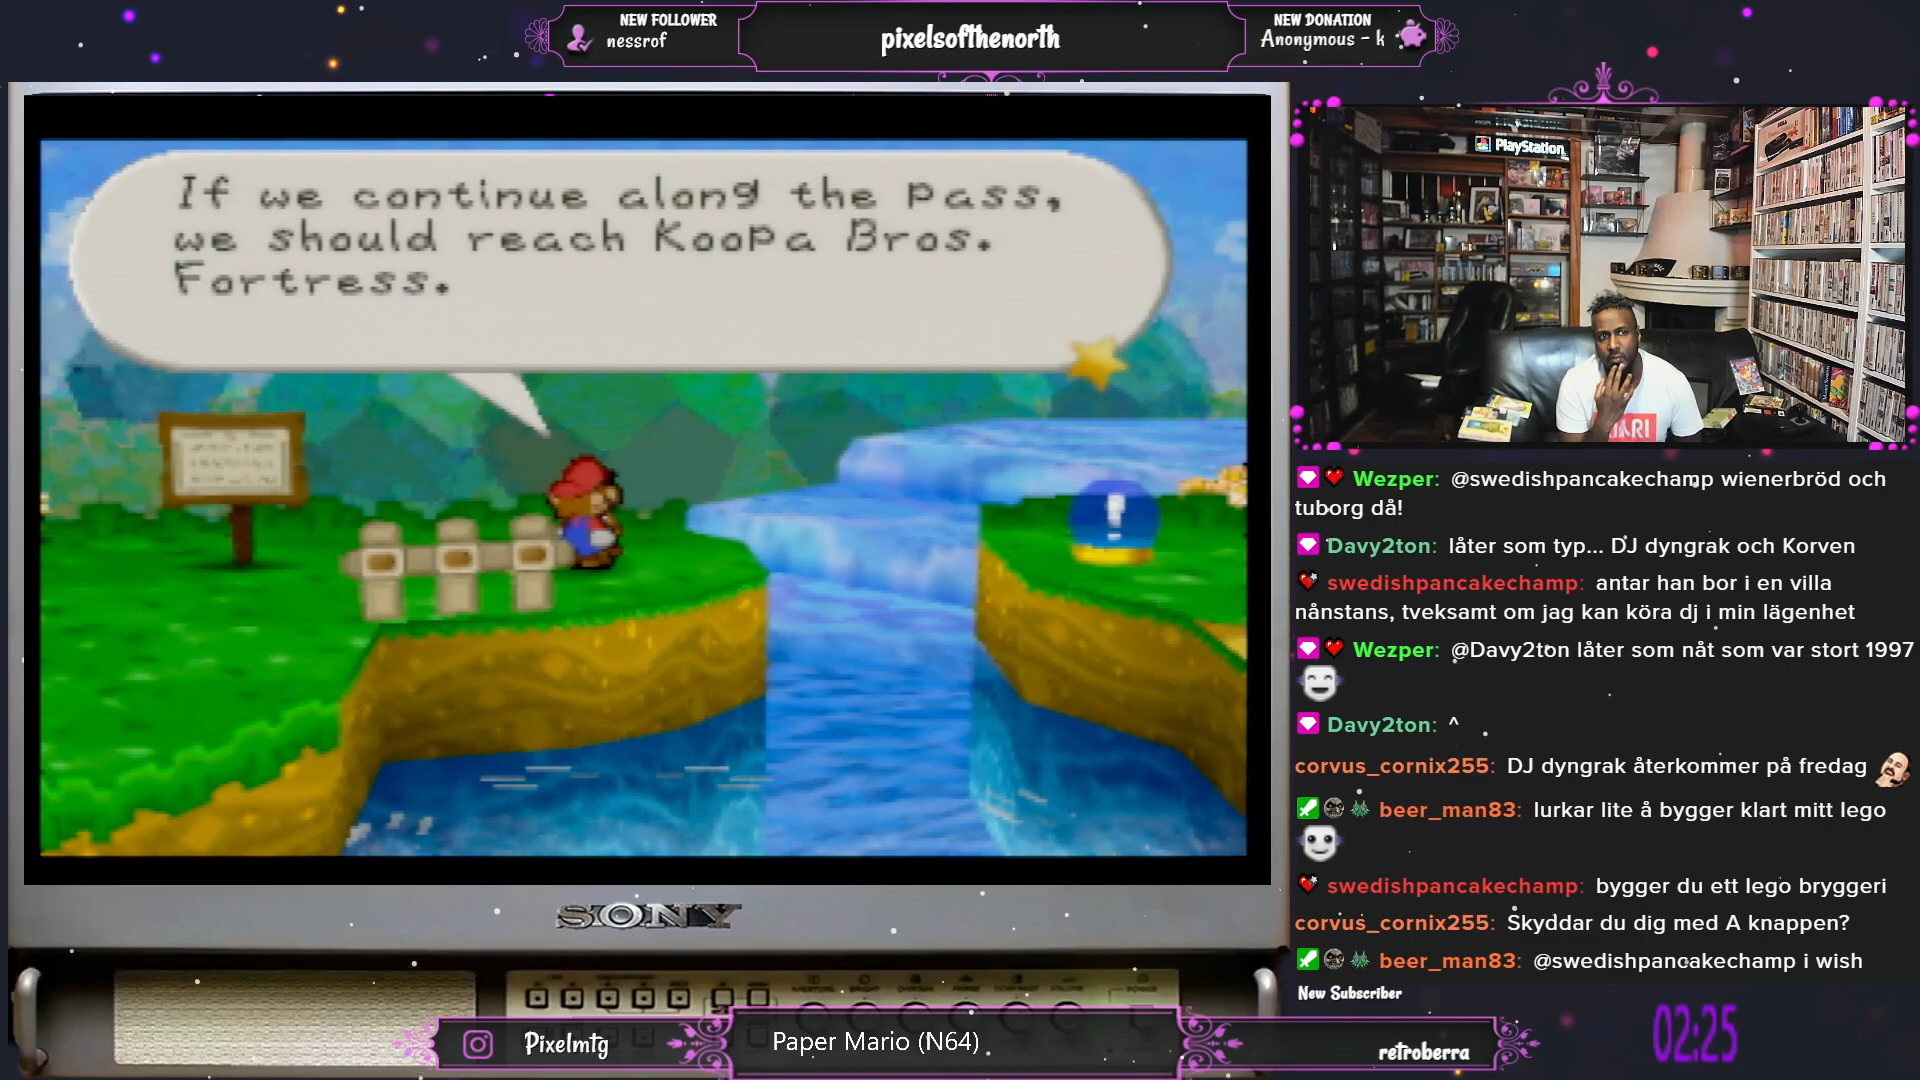 NEW FOLLOWER
nessrof
pixelsofthenorth
NEW DONATION
Anonymous - k
If we continue along the pass,
we should reach Koopa Bros.
Fortress.
!
SONY
PlayStation
Wezper: @swedishpancakechamp wienerbröd och
tuborg då!
Davy2ton: låter som typ... DJ dyngrak och Korven
swedishpancakechamp: antar han bor i en villa
nånstans, tveksamt om jag kan köra dj i min lägenhet
Wezper: @Davy2ton låter som nåt som var stort 1997
Davy2ton: ^
corvus_cornix255: DJ dyngrak återkommer på fredag
beer_man83: lurkar lite å bygger klart mitt lego
swedishpancakechamp: bygger du ett lego bryggeri
corvus_cornix255: Skyddar du dig med A knappen?
beer_man83: @swedishpancakechamp i wish
New Subscriber
retroberra
02:25
Pixelmtg
Paper Mario (N64)